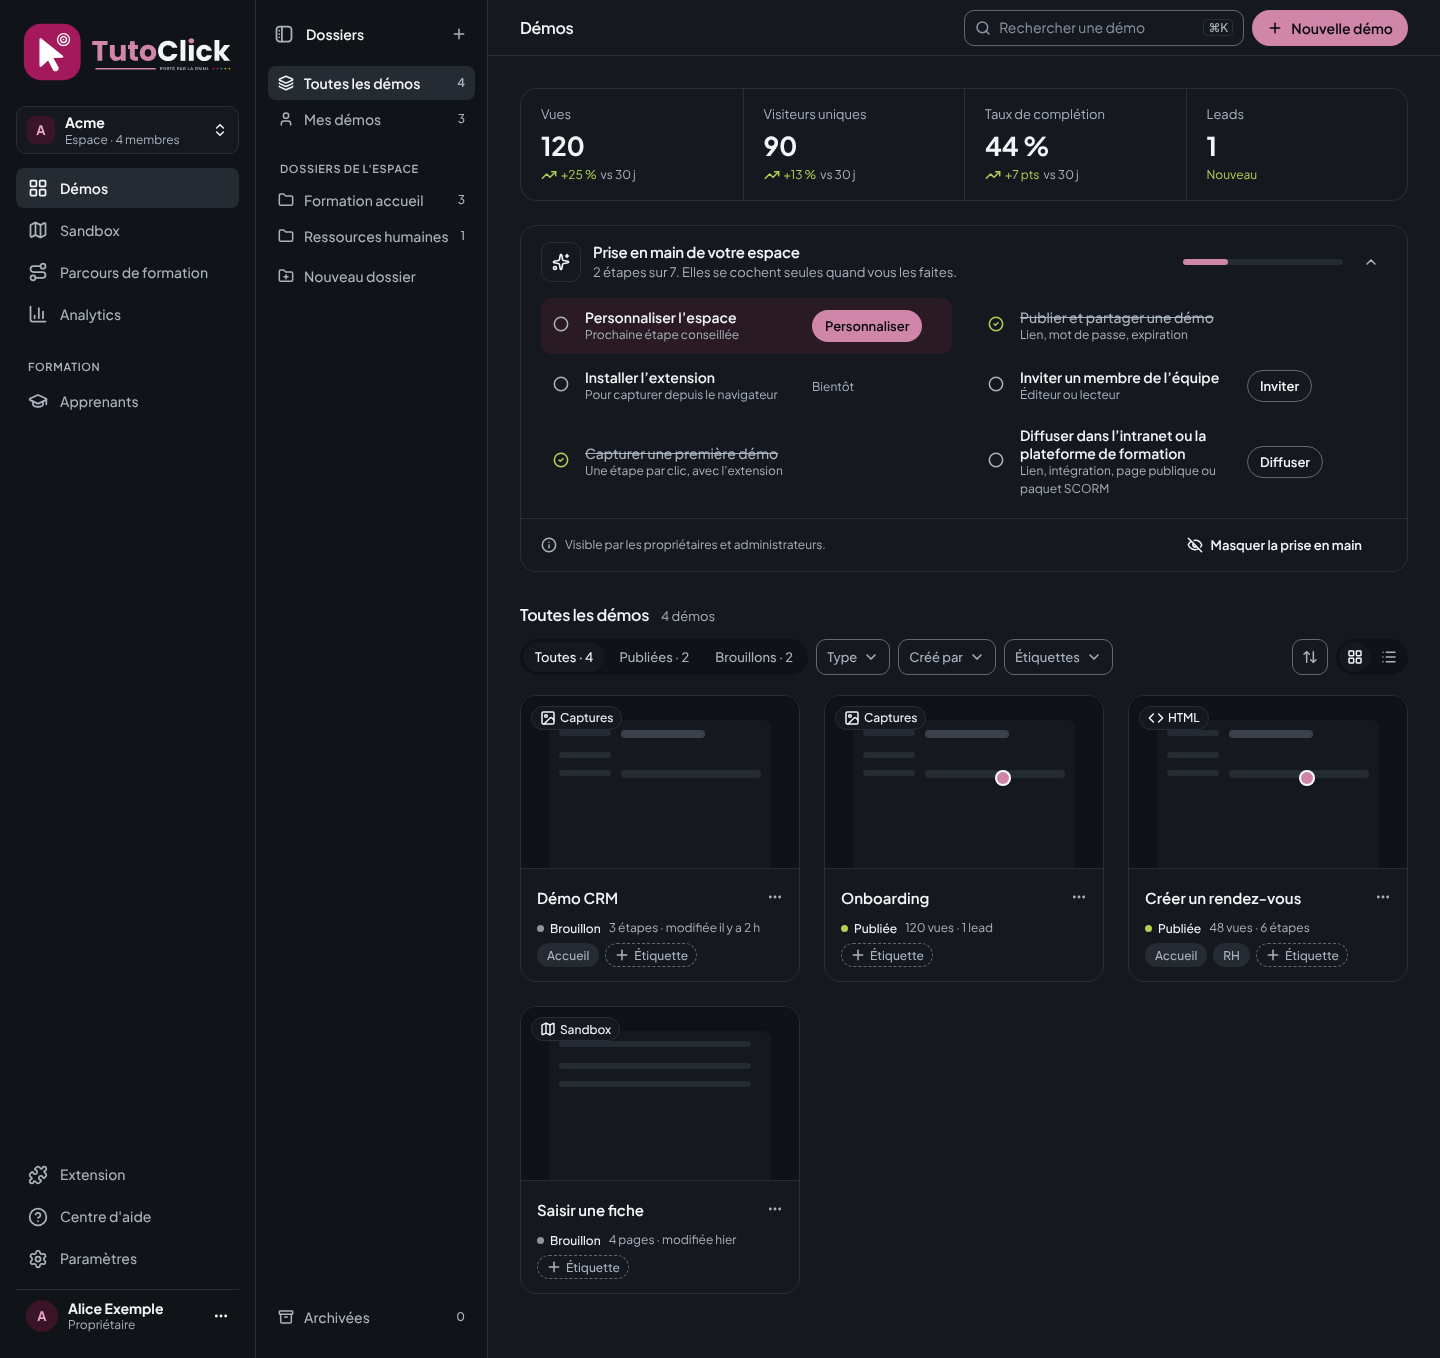 TutoClick
PORTÉ PAR LA DSIML
A
Acme
Espace · 4 membres
Démos
Sandbox
Parcours de formation
Analytics
FORMATION
Apprenants
Extension
Centre d'aide
Paramètres
A
Alice Exemple
Propriétaire
Dossiers
Toutes les démos 4
Mes démos 3
DOSSIERS DE L'ESPACE
Formation accueil 3
Ressources humaines 1
Nouveau dossier
Archivées 0
Démos
Rechercher une démo ⌘K
Nouvelle démo
Vues
120
+25 % vs 30 j
Visiteurs uniques
90
+13 % vs 30 j
Taux de complétion
44 %
+7 pts vs 30 j
Leads
1
Nouveau
Prise en main de votre espace
2 étapes sur 7. Elles se cochent seules quand vous les faites.
Personnaliser l’espace
Prochaine étape conseillée
Personnaliser
Publier et partager une démo
Lien, mot de passe, expiration
Installer l’extension
Pour capturer depuis le navigateur
Bientôt
Inviter un membre de l’équipe
Éditeur ou lecteur
Inviter
Capturer une première démo
Une étape par clic, avec l’extension
Diffuser dans l’intranet ou la
plateforme de formation
Lien, intégration, page publique ou
paquet SCORM
Diffuser
Visible par les propriétaires et administrateurs.
Masquer la prise en main
Toutes les démos 4 démos
Toutes · 4 Publiées · 2 Brouillons · 2 Type Créé par Étiquettes
Captures
Démo CRM
Brouillon 3 étapes · modifiée il y a 2 h
Accueil Étiquette
Captures
Onboarding
Publiée 120 vues · 1 lead
Étiquette
HTML
Créer un rendez-vous
Publiée 48 vues · 6 étapes
Accueil RH Étiquette
Sandbox
Saisir une fiche
Brouillon 4 pages · modifiée hier
Étiquette